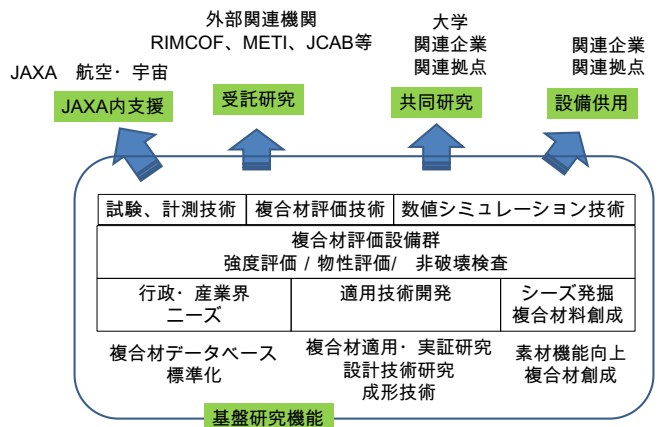 外部関連機関
RIMCOF、METI、JCAB等
大学
関連企業
関連拠点
関連企業
関連拠点
JAXA 航空・宇宙
JAXA内支援
受託研究
共同研究
設備供用
試験、計測技術
複合材評価技術
数値シミュレーション技術
複合材評価設備群
強度評価 / 物性評価/ 非破壊検査
行政・産業界
ニーズ
適用技術開発
シーズ発掘
複合材料創成
複合材データベース
標準化
複合材適用・実証研究
設計技術研究
成形技術
素材機能向上
複合材創成
基盤研究機能